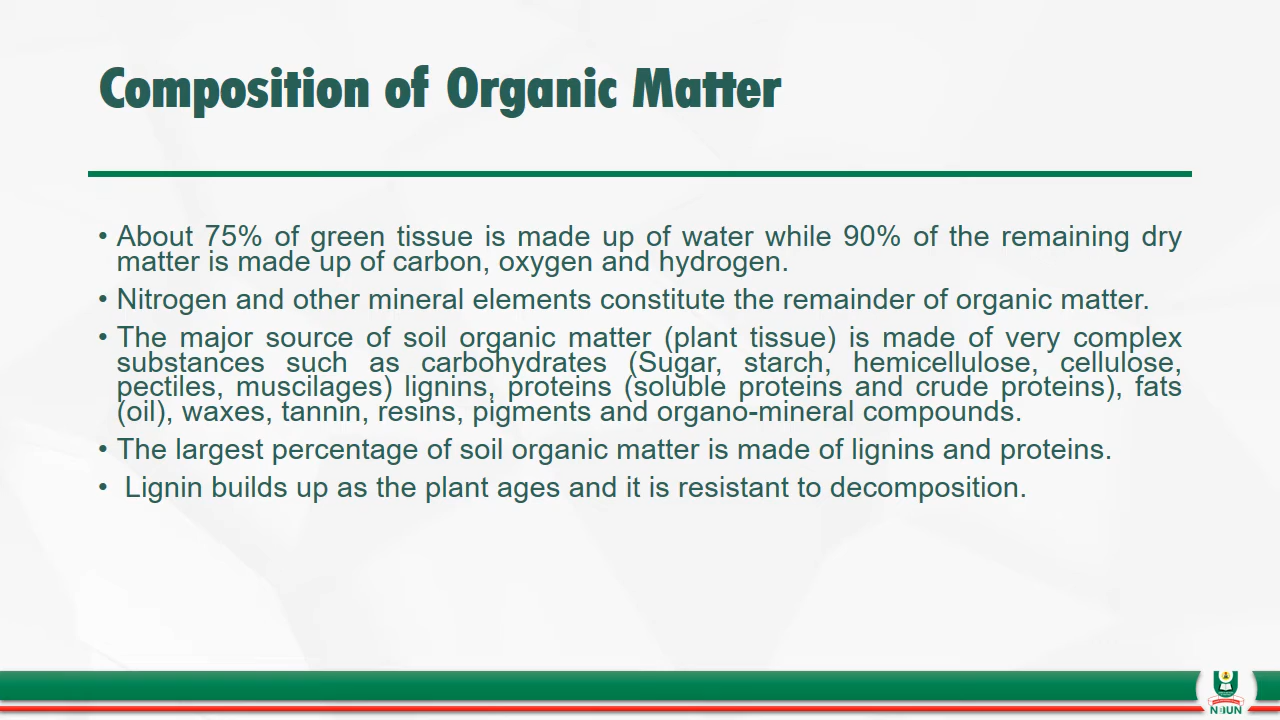 Composition of Organic Matter
• About 75% of green tissue is made up of water while 90% of the remaining dry
matter is made up of carbon, oxygen and hydrogen.
• Nitrogen and other mineral elements constitute the remainder of organic matter.
• The major source of soil organic matter (plant tissue) is made of very complex
substances such as carbohydrates (Sugar, starch, hemicellulose, cellulose,
pectiles, muscilages) lignins, proteins (soluble proteins and crude proteins), fats
(oil), waxes, tannin, resins, pigments and organo-mineral compounds.
• The largest percentage of soil organic matter is made of lignins and proteins.
• Lignin builds up as the plant ages and it is resistant to decomposition.
NOUN